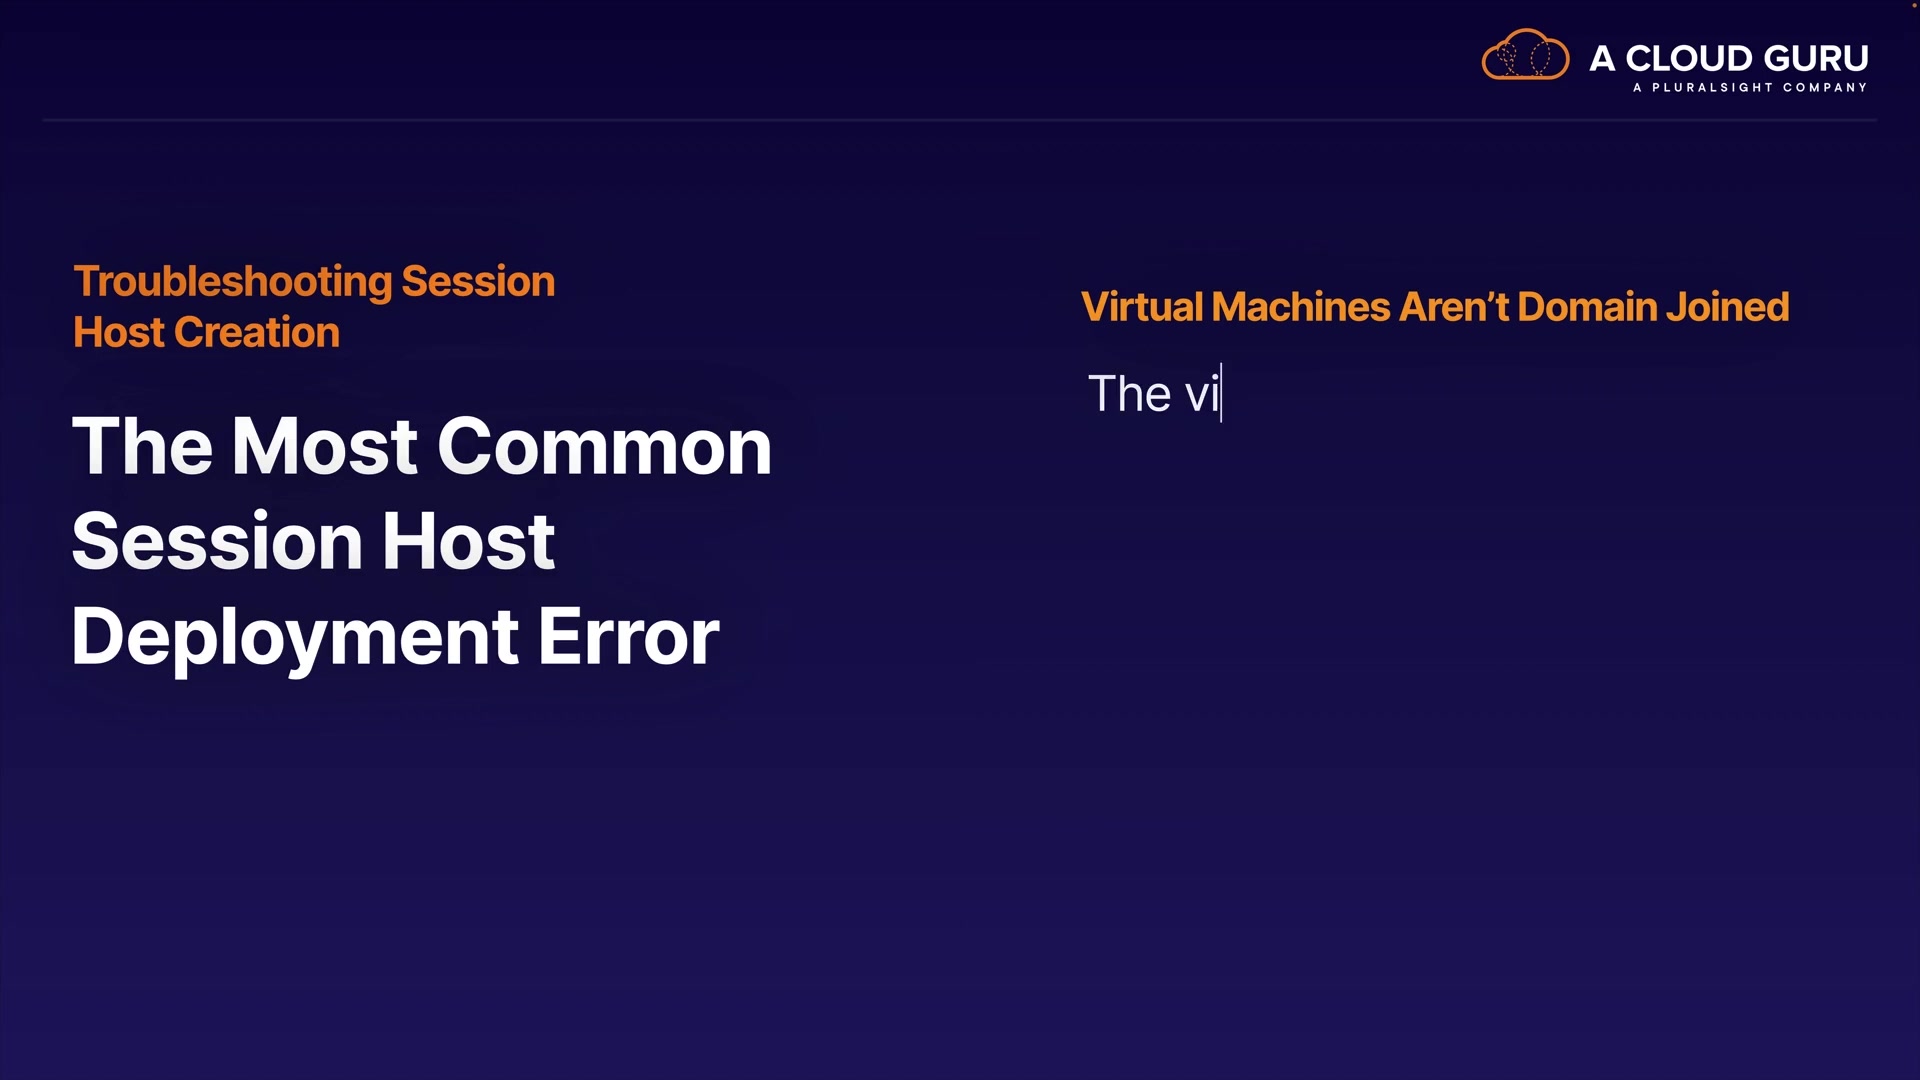 A CLOUD GURU
A PLURALSIGHT COMPANY
Troubleshooting Session
Host Creation
The Most Common
Session Host
Deployment Error
Virtual Machines Aren’t Domain Joined
The vi